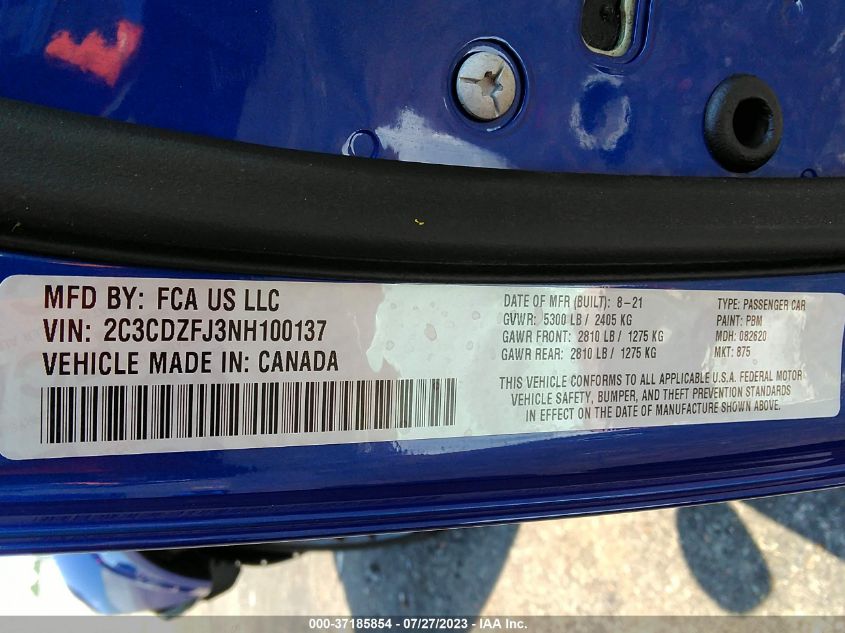 MFD BY: FCA US LLC
VIN: 2C3CDZFJ3NH100137
VEHICLE MADE IN: CANADA
DATE OF MFR (BUILT): 8-21
GVWR: 5300 LB / 2405 KG
GAWR FRONT: 2810 LB / 1275 KG
GAWR REAR: 2810 LB / 1275 KG
TYPE: PASSENGER CAR
PAINT: PBM
MDH: 082620
MKT: 875
THIS VEHICLE CONFORMS TO ALL APPLICABLE U.S.A. FEDERAL MOTOR
VEHICLE SAFETY, BUMPER, AND THEFT PREVENTION STANDARDS
IN EFFECT ON THE DATE OF MANUFACTURE SHOWN ABOVE.
000-37185854 - 07/27/2023 - IAA Inc.